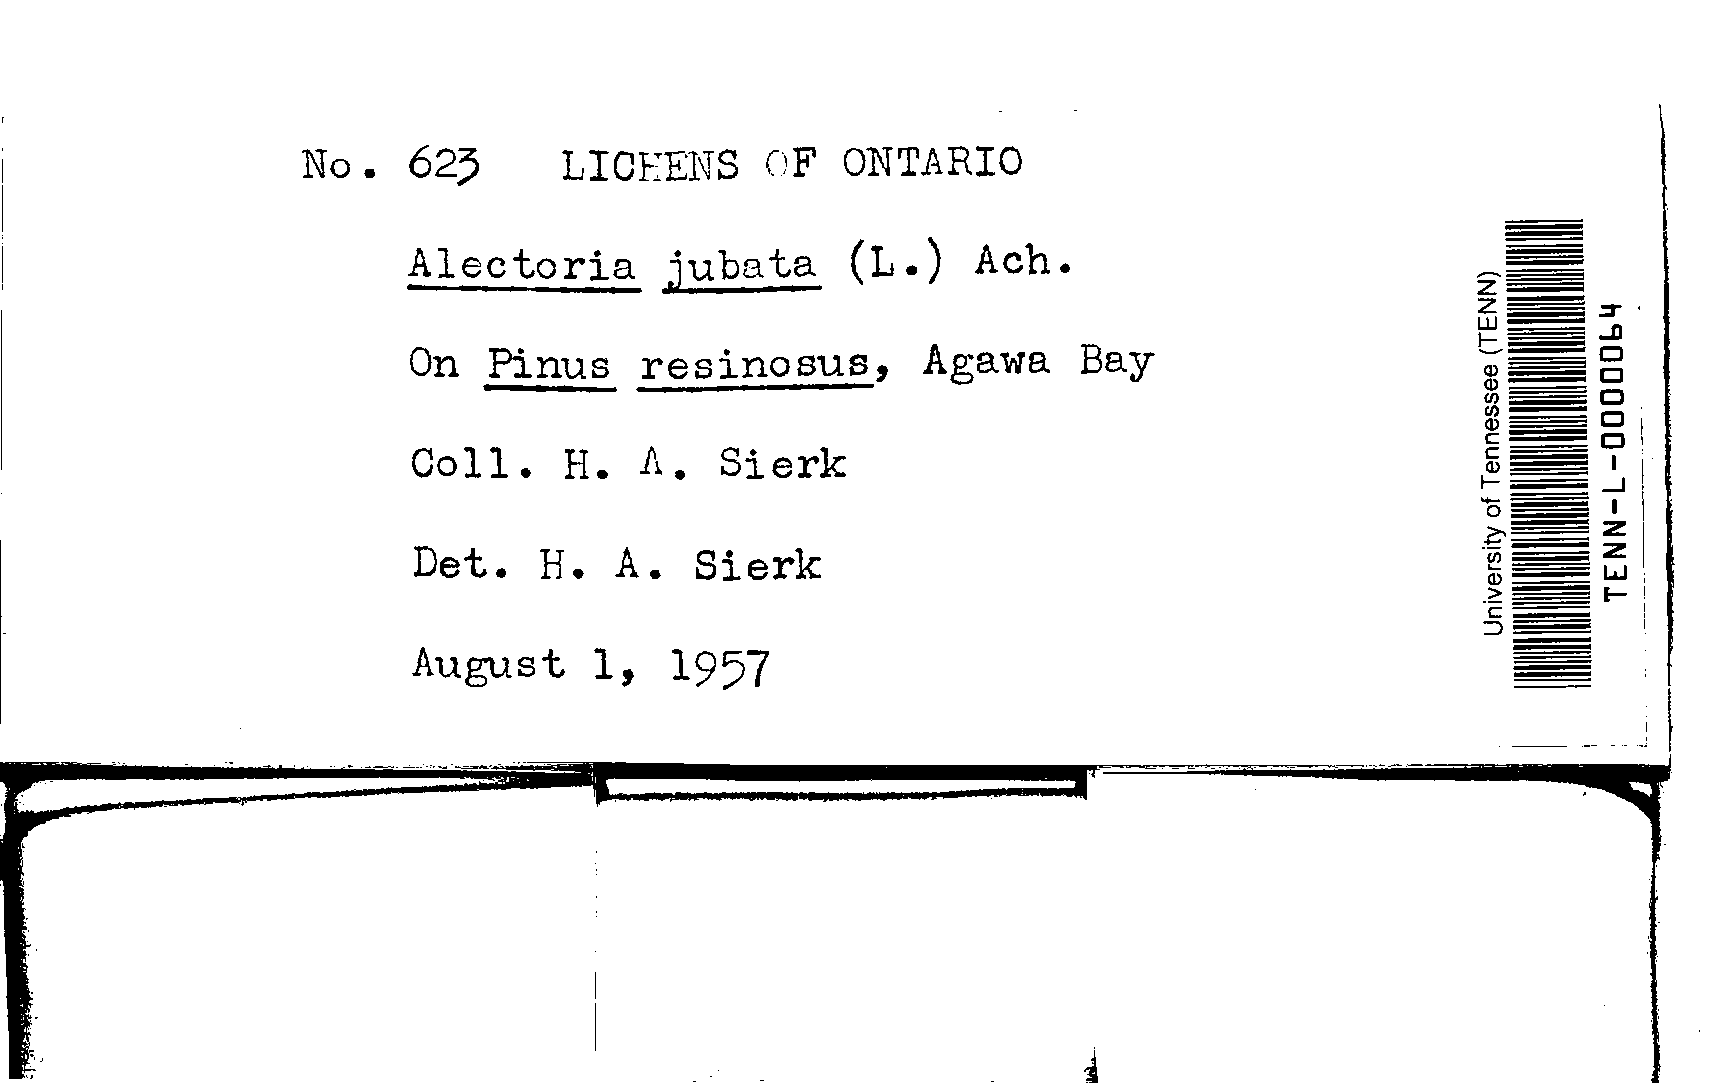 No. 623 LICHENS OF ONTARIO
Alectoria jubata (L.) Ach.
On Pinus resinosus, Agawa Bay
Coll. H. A. Sierk
Det. H. A. Sierk
August 1, 1957
University of Tennessee (TENN)
TENN-L-0000064